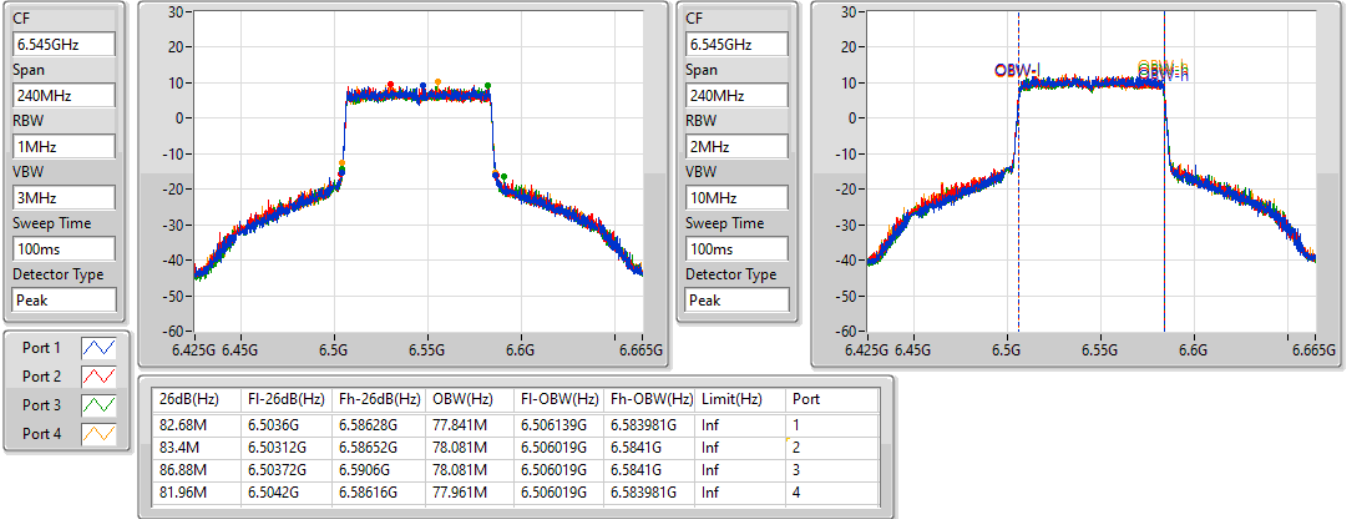 CF
6.545GHz
Span
240MHz
RBW
1MHz
VBW
3MHz
Sweep Time
100ms
Detector Type
Peak
30
20
10
0
-10
-20
-30
-40
-50
-60
6.425G 6.45G 6.5G 6.55G 6.6G 6.665G
CF
6.545GHz
Span
240MHz
RBW
2MHz
VBW
10MHz
Sweep Time
100ms
Detector Type
Peak
30
20
10
0
-10
-20
-30
-40
-50
-60
OBW-l OBW-h
6.425G 6.45G 6.5G 6.55G 6.6G 6.665G
Port 1
Port 2
Port 3
Port 4
26dB(Hz) Fl-26dB(Hz) Fh-26dB(Hz) OBW(Hz) Fl-OBW(Hz) Fh-OBW(Hz) Limit(Hz) Port
82.68M 6.5036G 6.58628G 77.841M 6.506139G 6.583981G Inf 1
83.4M 6.50312G 6.58652G 78.081M 6.506019G 6.5841G Inf 2
86.88M 6.50372G 6.5906G 78.081M 6.506019G 6.5841G Inf 3
81.96M 6.5042G 6.58616G 77.961M 6.506019G 6.583981G Inf 4